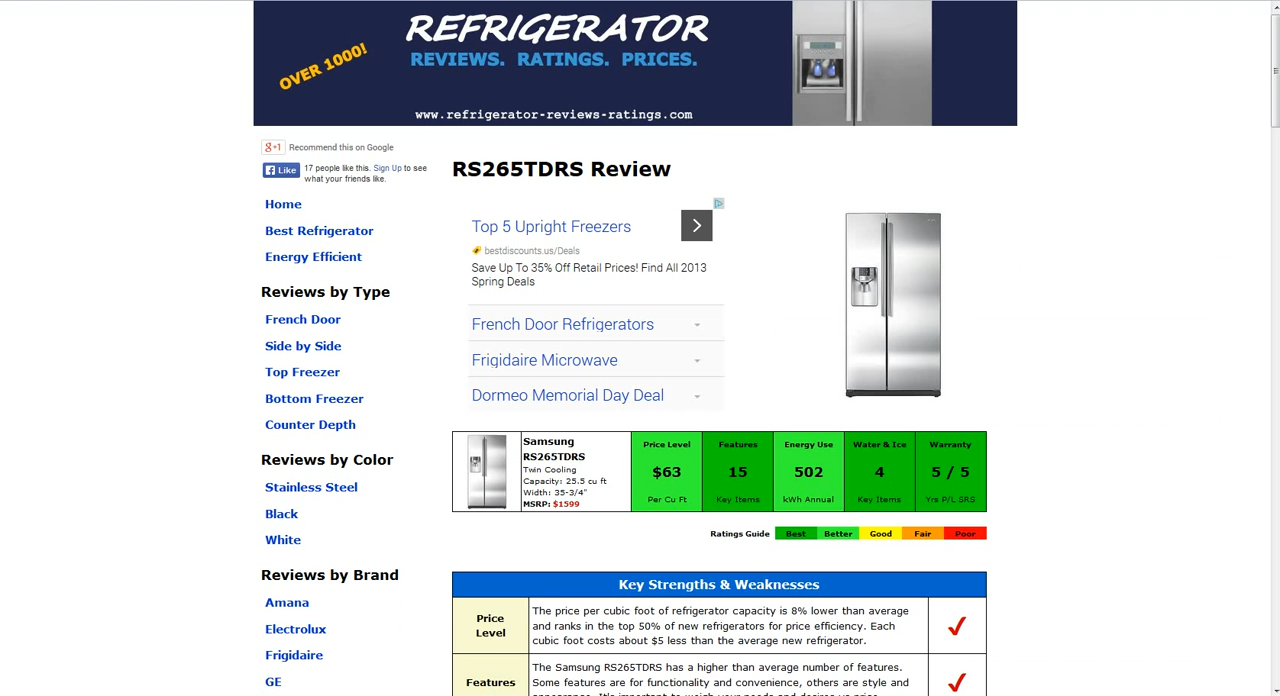 REFRIGERATOR
OVER 1000!
REVIEWS. RATINGS. PRICES.
www.refrigerator-reviews-ratings.com
g+1 Recommend this on Google
Like 17 people like this. Sign Up to see
what your friends like.
Home
Best Refrigerator
Energy Efficient
Reviews by Type
French Door
Side by Side
Top Freezer
Bottom Freezer
Counter Depth
Reviews by Color
Stainless Steel
Black
White
Reviews by Brand
Amana
Electrolux
Frigidaire
GE
RS265TDRS Review
Top 5 Upright Freezers
bestdiscounts.us/Deals
Save Up To 35% Off Retail Prices! Find All 2013
Spring Deals
French Door Refrigerators
Frigidaire Microwave
Dormeo Memorial Day Deal
Samsung
RS265TDRS
Twin Cooling
Capacity: 25.5 cu ft
Width: 35-3/4"
MSRP: $1599
Price Level
$63
Per Cu Ft
Features
15
Key Items
Energy Use
502
kWh Annual
Water & Ice
4
Key Items
Warranty
5 / 5
Yrs P/L SRS
Ratings Guide Best Better Good Fair Poor
Key Strengths & Weaknesses
Price
Level
The price per cubic foot of refrigerator capacity is 8% lower than average
and ranks in the top 50% of new refrigerators for price efficiency. Each
cubic foot costs about $5 less than the average new refrigerator.
Features
The Samsung RS265TDRS has a higher than average number of features.
Some features are for functionality and convenience, others are style and